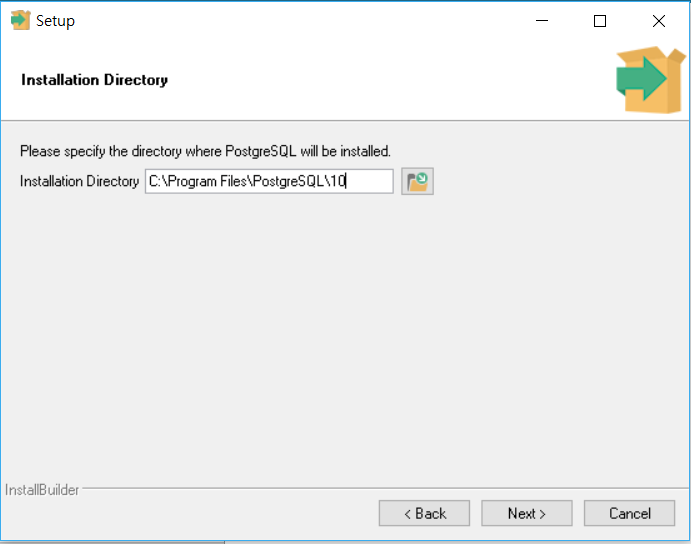 Setup
Installation Directory
Please specify the directory where PostgreSQL will be installed.
Installation Directory C:\Program Files\PostgreSQL\10
InstallBuilder
< Back Next > Cancel